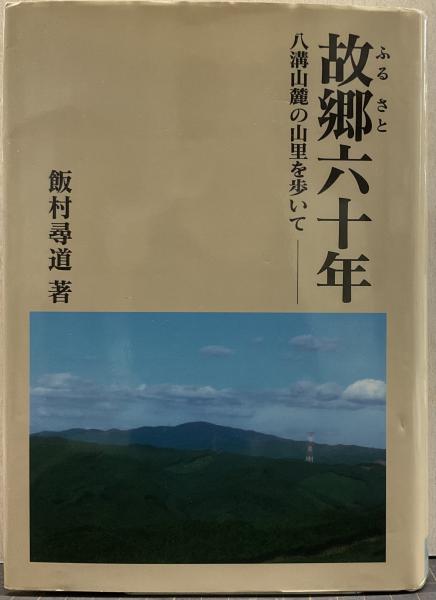 故郷六十年
ふるさと
八溝山麓の山里を歩いて――
飯村尋道 著